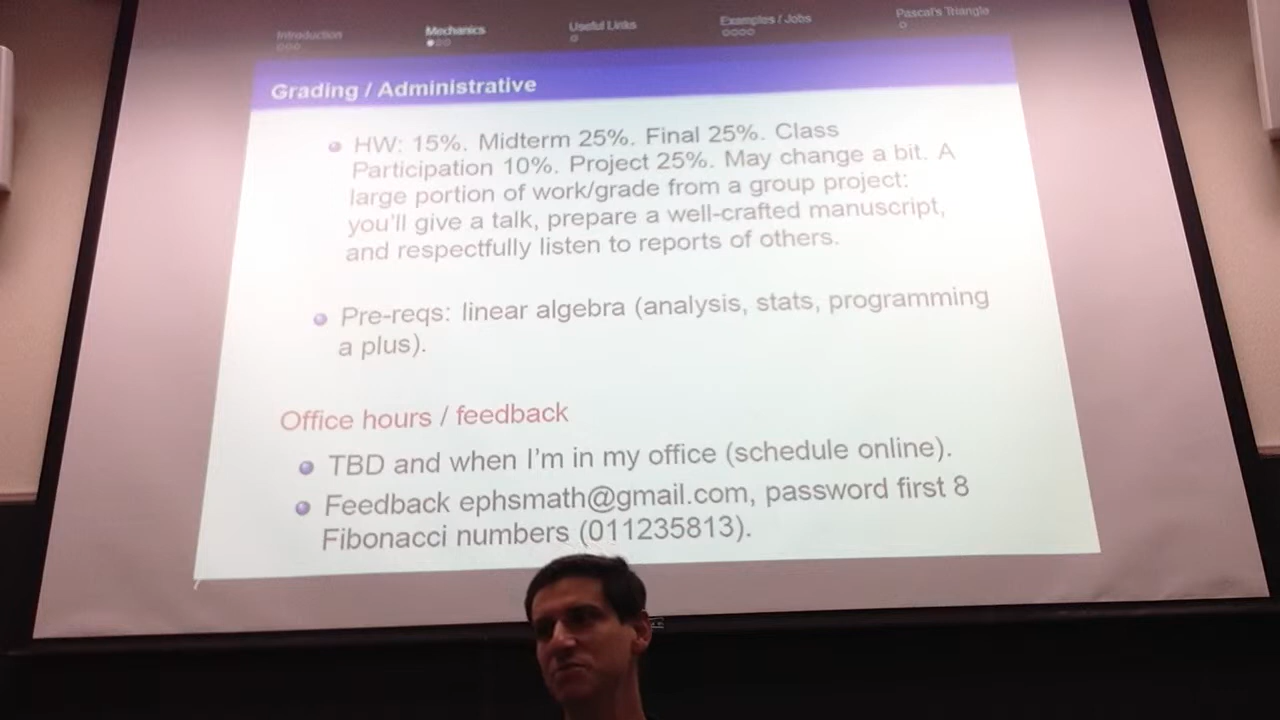 Introduction
Mechanics
Useful Links
Examples / Jobs
Pascal's Triangle
Grading / Administrative
HW: 15%. Midterm 25%. Final 25%. Class
Participation 10%. Project 25%. May change a bit. A
large portion of work/grade from a group project:
you'll give a talk, prepare a well-crafted manuscript,
and respectfully listen to reports of others.
Pre-reqs: linear algebra (analysis, stats, programming
a plus).
Office hours / feedback
TBD and when I'm in my office (schedule online).
Feedback ephsmath@gmail.com, password first 8
Fibonacci numbers (011235813).